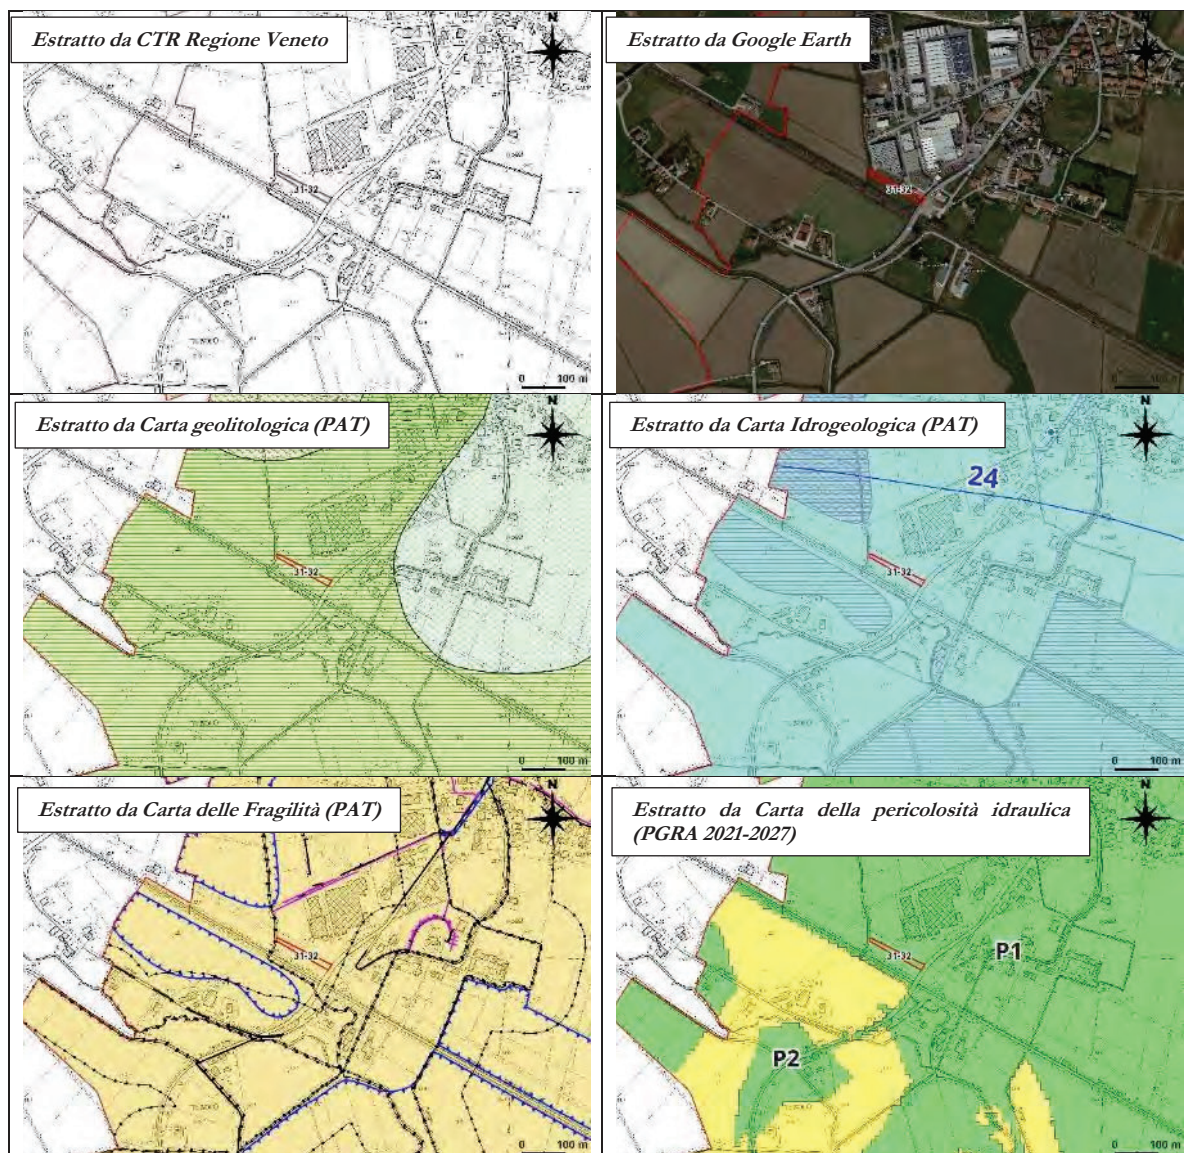 Estratto da CTR Regione Veneto
N
31-32
0 100 m
Estratto da Google Earth
31-32
0 100 m
Estratto da Carta geolitologica (PAT)
N
31-32
0 100 m
Estratto da Carta Idrogeologica (PAT)
N
24
31-32
0 100 m
Estratto da Carta delle Fragilità (PAT)
N
31-32
0 100 m
Estratto da Carta della pericolosità idraulica
(PGRA 2021-2027)
N
31-32
P1
P2
0 100 m